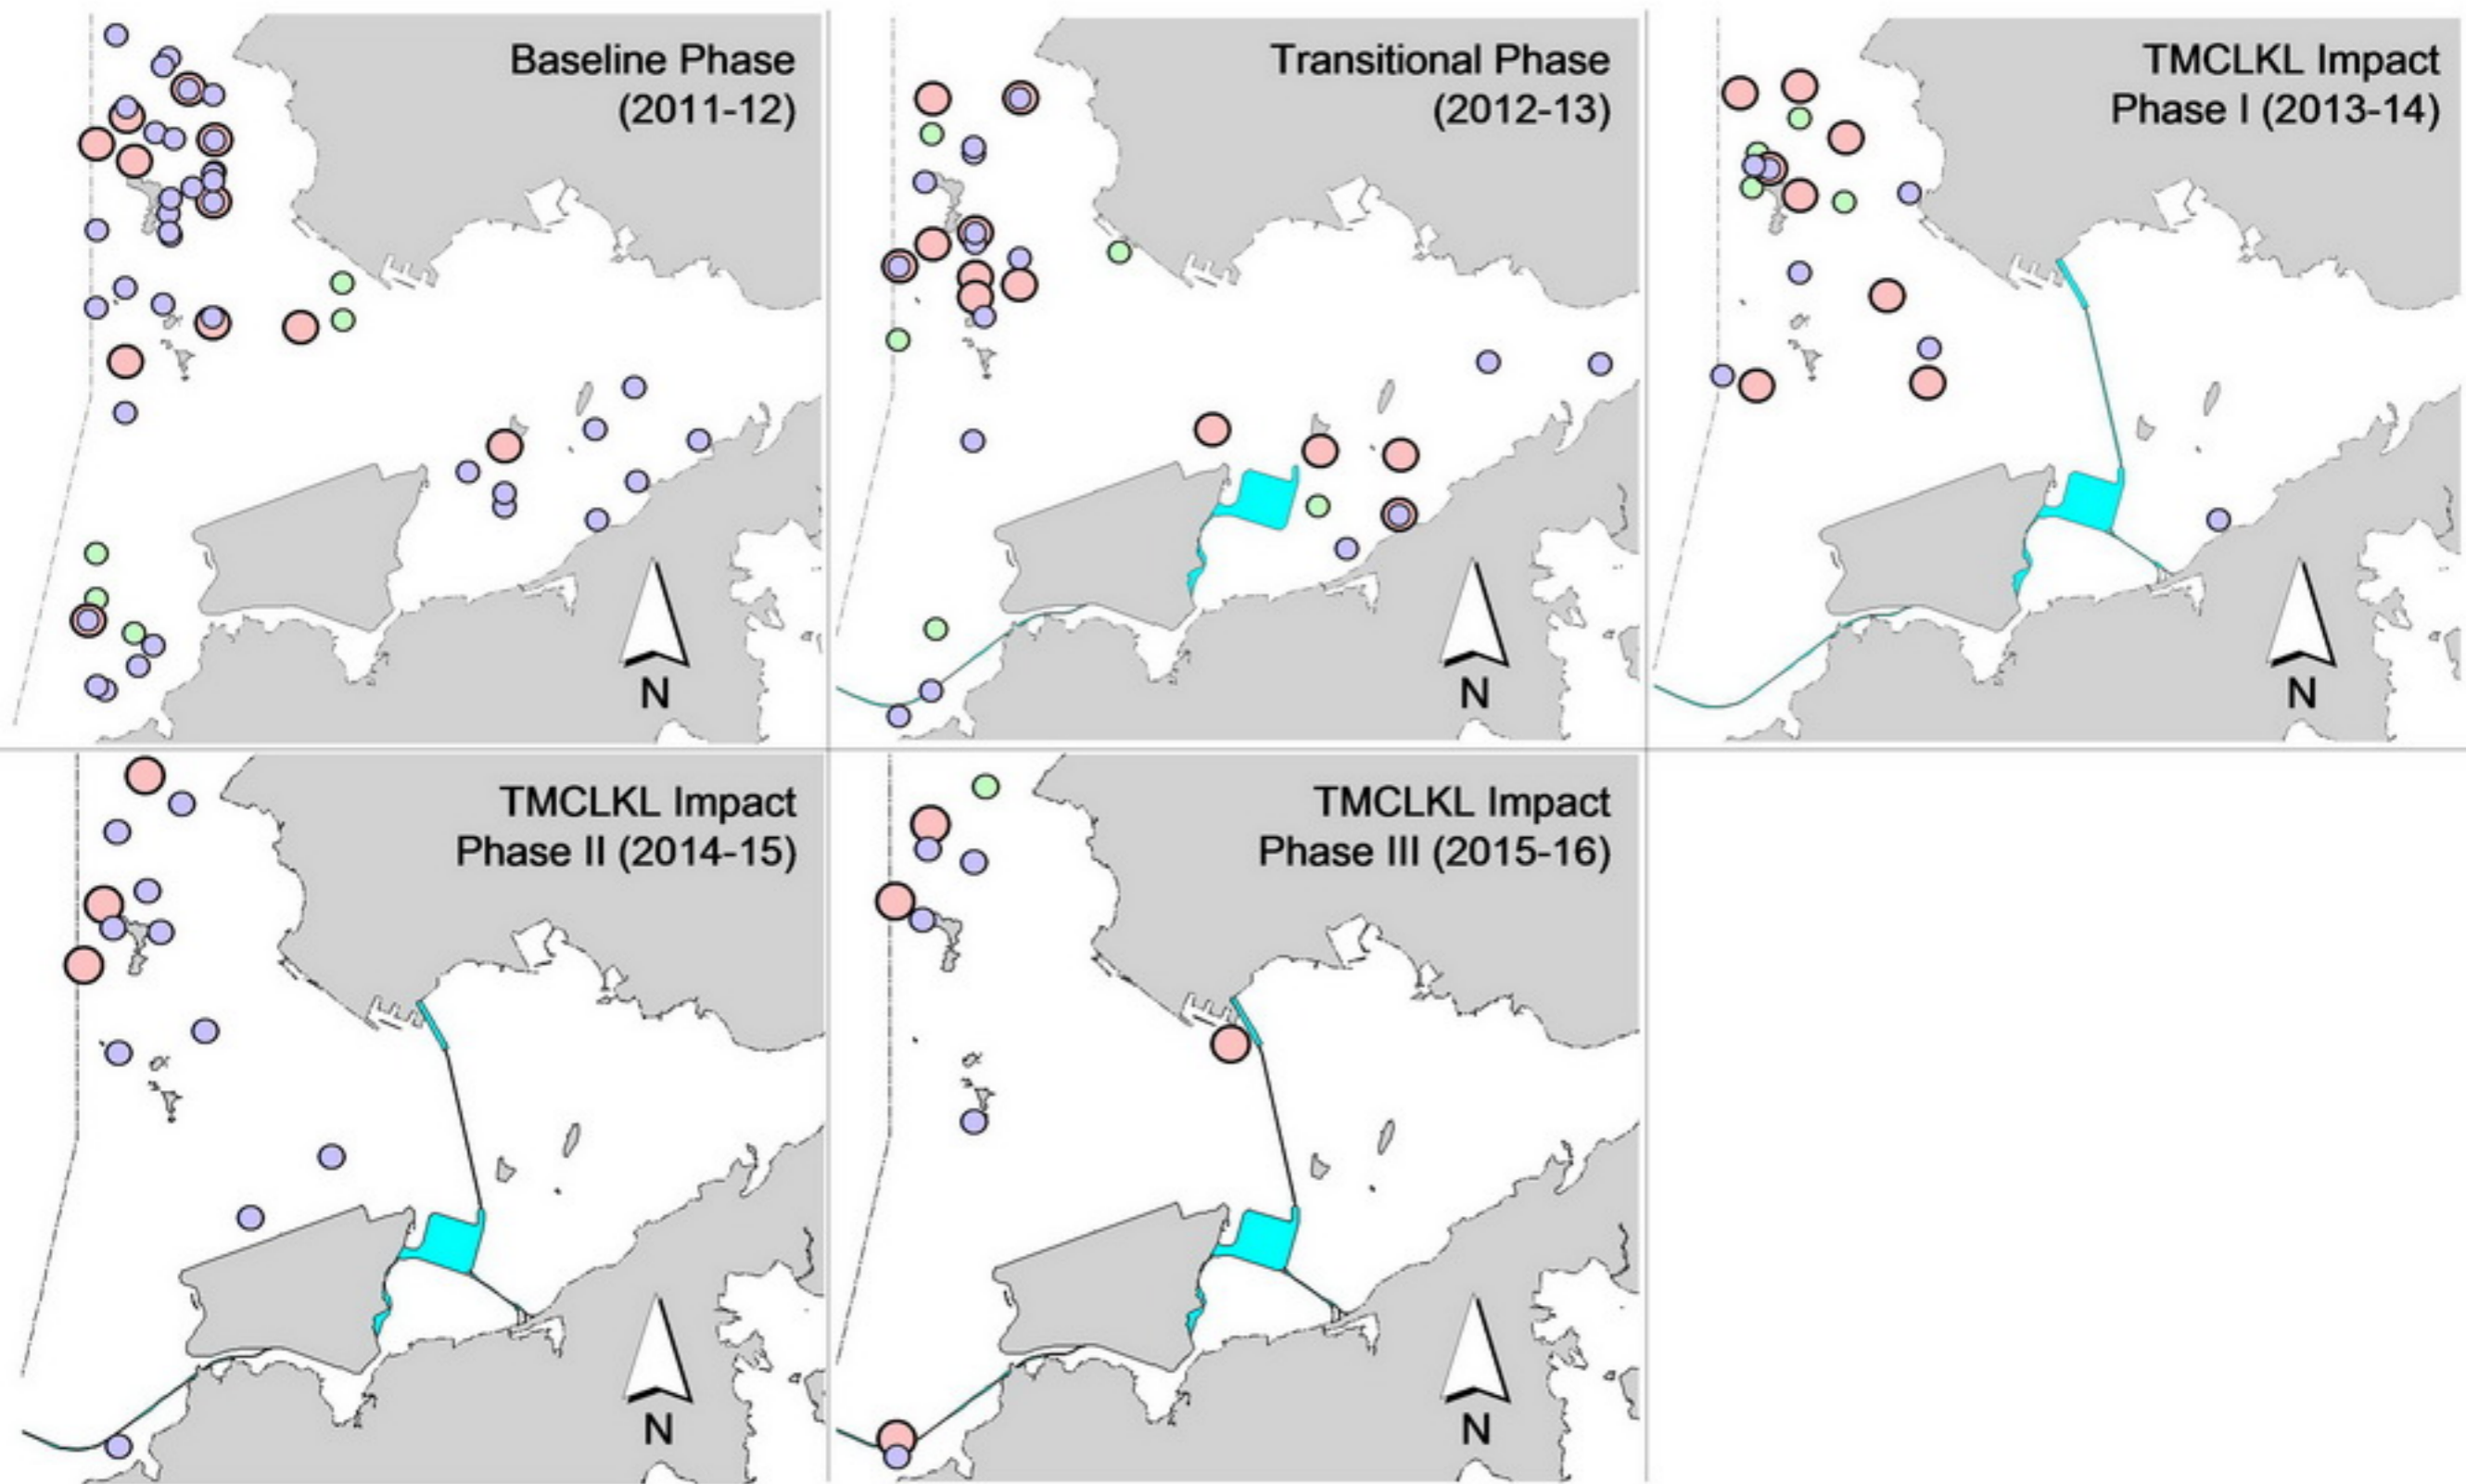 Baseline Phase
(2011-12)
N
Transitional Phase
(2012-13)
N
TMCLKL Impact
Phase I (2013-14)
N
TMCLKL Impact
Phase II (2014-15)
N
TMCLKL Impact
Phase III (2015-16)
N